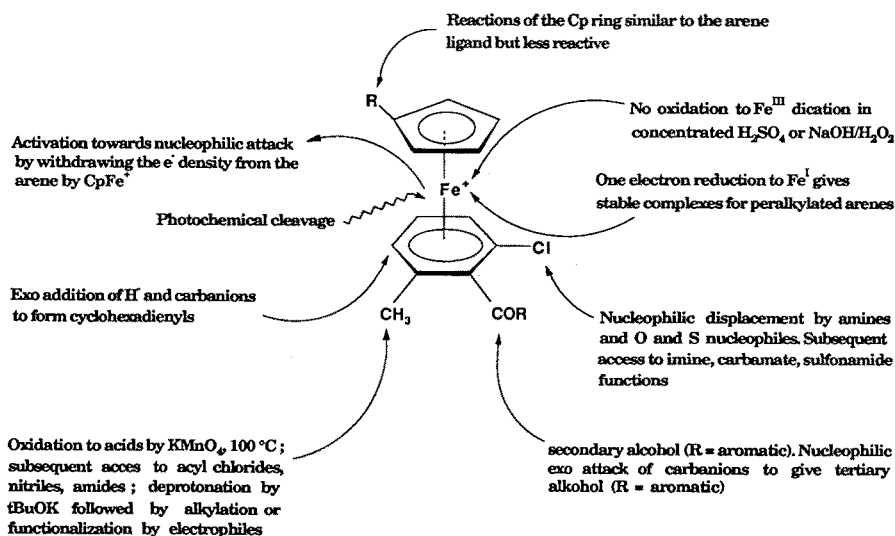 Reactions of the Cp ring similar to the arene
ligand but less reactive
R
No oxidation to Fe^III dication in
concentrated H₂SO₄ or NaOH/H₂O₂
Activation towards nucleophilic attack
by withdrawing the e⁻ density from the
arene by CpFe⁺
Fe⁺
One electron reduction to Fe^I gives
stable complexes for peralkylated arenes
Photochemical cleavage
Cl
Exo addition of H⁻ and carbanions
to form cyclohexadienyls
CH₃
COR
Nucleophilic displacement by amines
and O and S nucleophiles. Subsequent
access to imine, carbamate, sulfonamide
functions
Oxidation to acids by KMnO₄, 100 °C ;
subsequent acces to acyl chlorides,
nitriles, amides ; deprotonation by
tBuOK followed by alkylation or
functionalization by electrophiles
secondary alcohol (R = aromatic). Nucleophilic
exo attack of carbanions to give tertiary
alkohol (R = aromatic)